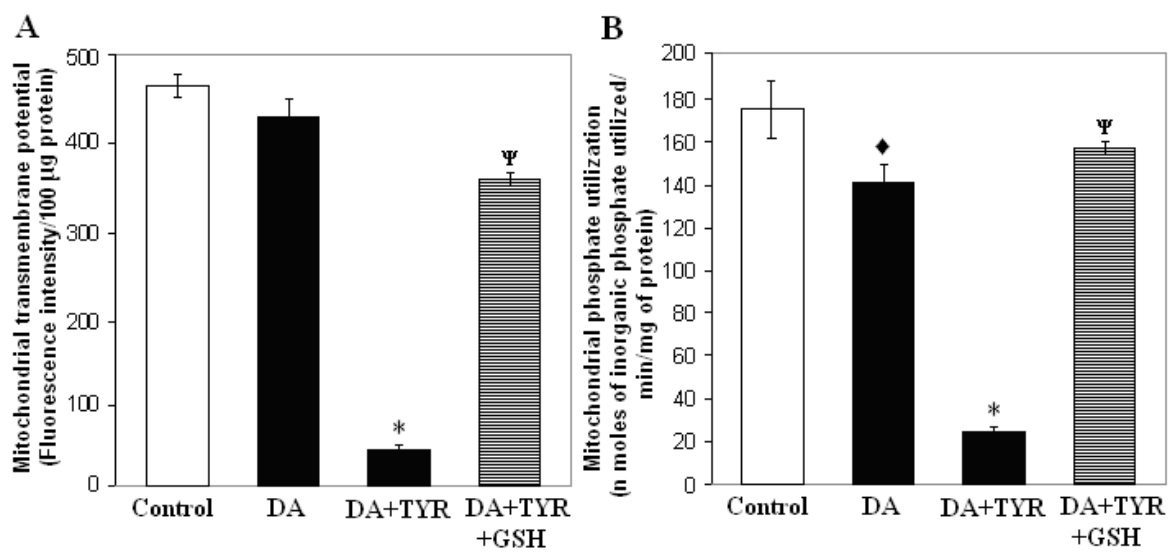 A
Mitochondrial transmembrane potential
(Fluorescence intensity/100 µg protein)
500
400
300
200
100
0
Ψ
*
Control
DA
DA+TYR
DA+TYR
+GSH
B
Mitochondrial phosphate utilization
(n moles of inorganic phosphate utilized/
min/mg of protein)
200
180
160
140
120
100
80
60
40
20
0
♦
*
Ψ
Control
DA
DA+TYR
DA+TYR
+GSH